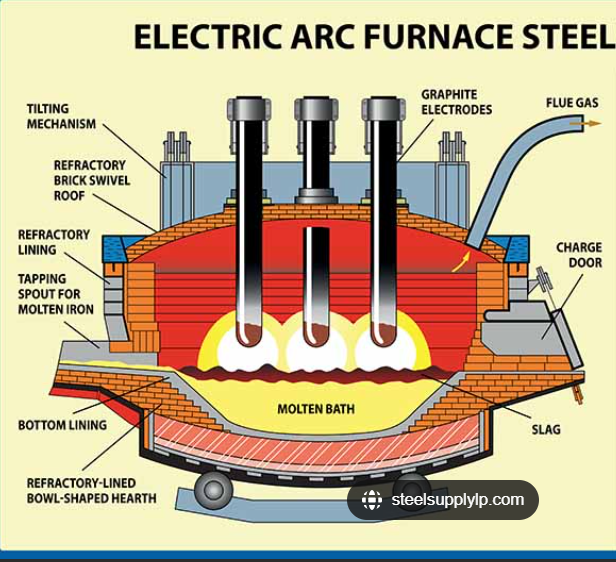 ELECTRIC ARC FURNACE STEEL
TILTING
MECHANISM
GRAPHITE
ELECTRODES
FLUE GAS
REFRACTORY
BRICK SWIVEL
ROOF
REFRACTORY
LINING
CHARGE
DOOR
TAPPING
SPOUT FOR
MOLTEN IRON
MOLTEN BATH
BOTTOM LINING
SLAG
REFRACTORY-LINED
BOWL-SHAPED HEARTH
steelsupplylp.com